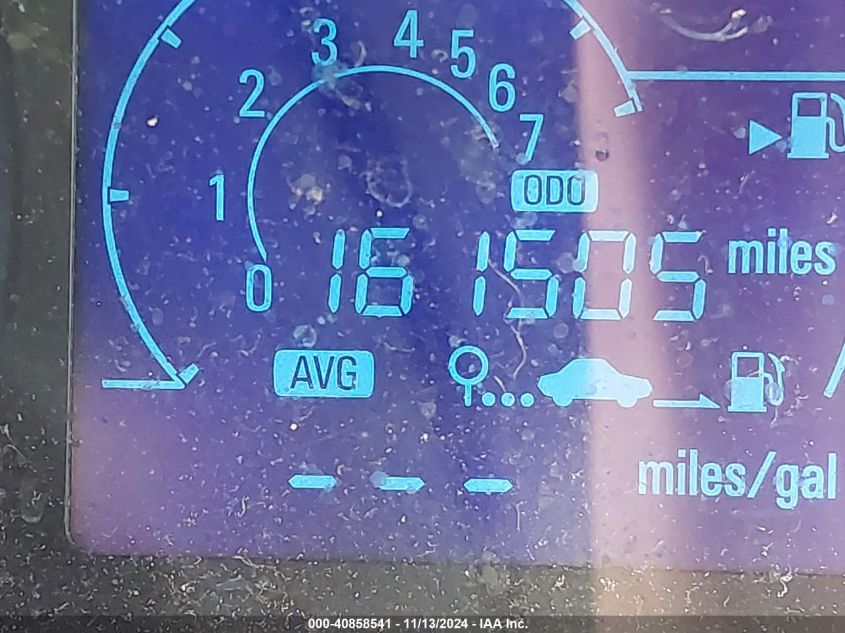 4
3
5
2
6
7
ODO
1
miles
0
161505
AVG
--- miles/gal
000-40858541 - 11/13/2024 - IAA Inc.